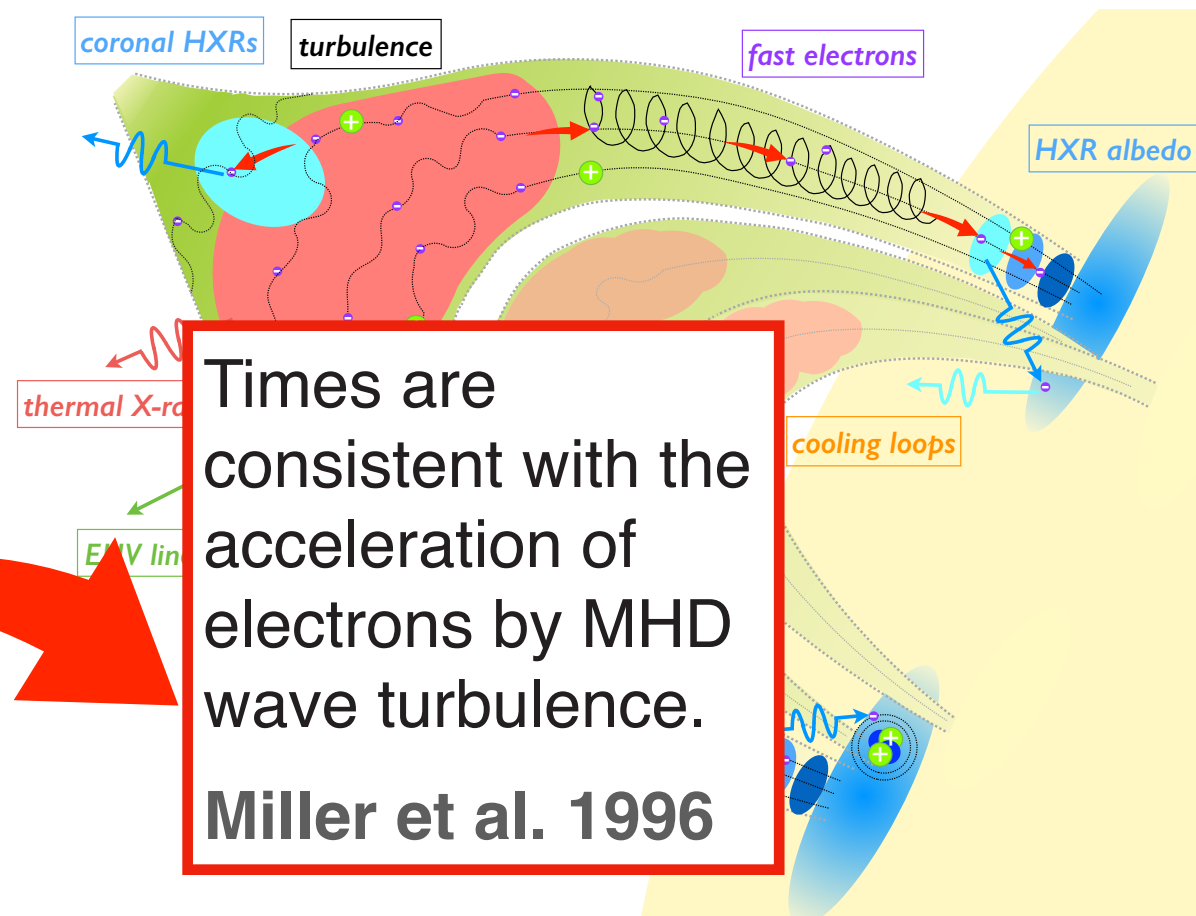 coronal HXRs
turbulence
fast electrons
HXR albedo
thermal
cooling loops
Times are
consistent with the
acceleration of
electrons by MHD
wave turbulence.
Miller et al. 1996